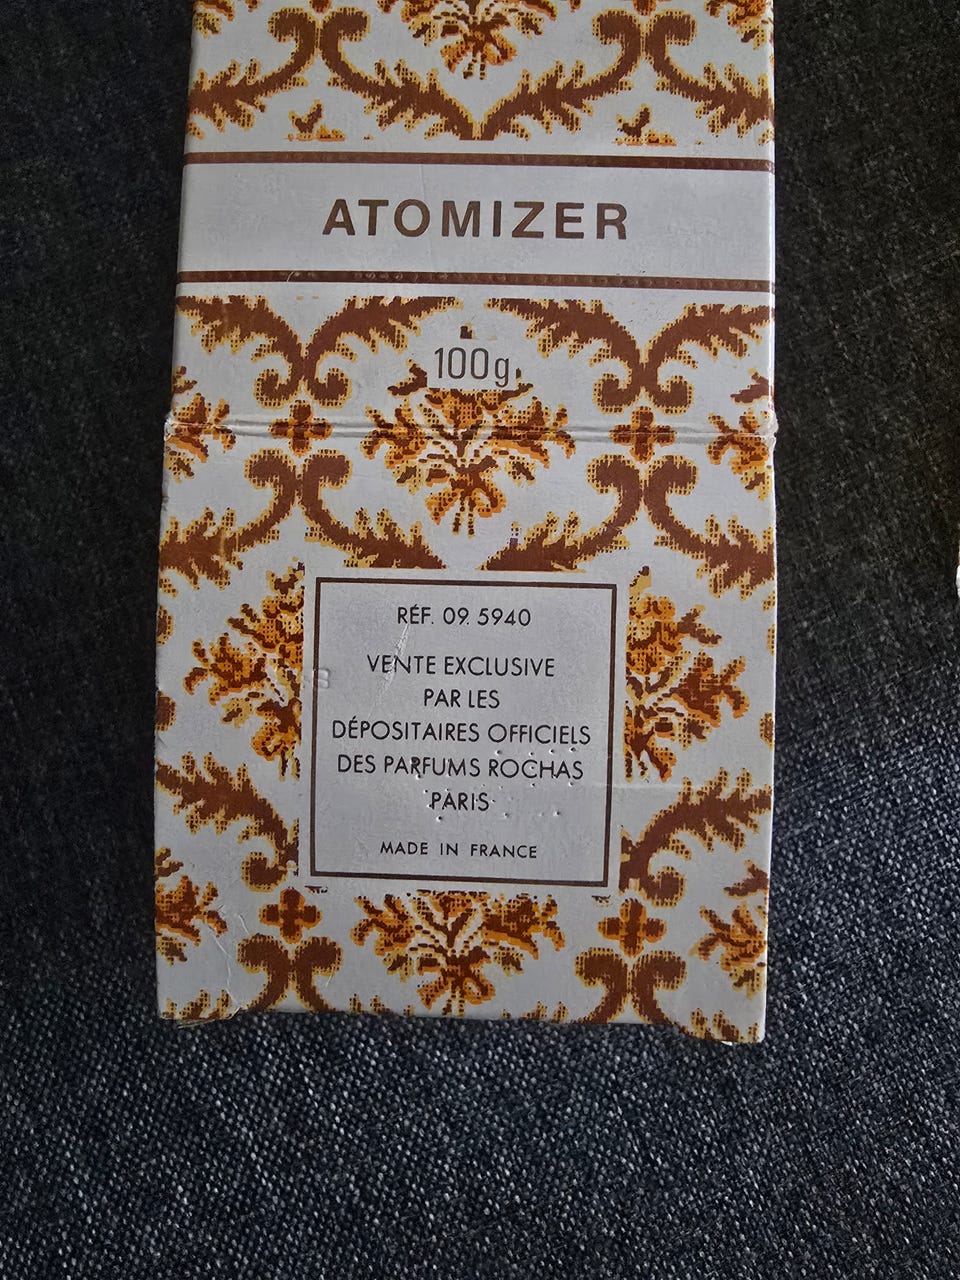 ATOMIZER
100g
RÉF. 09. 5940
VENTE EXCLUSIVE
PAR LES
DÉPOSITAIRES OFFICIELS
DES PARFUMS ROCHAS
PARIS
MADE IN FRANCE